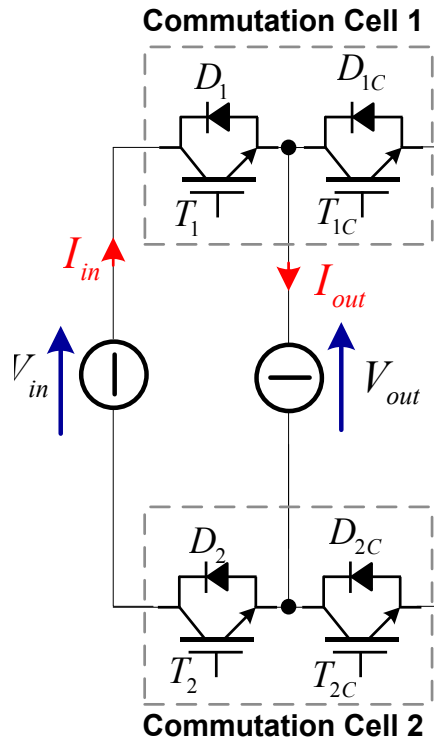 Commutation Cell 1
D1 D1C
T1 T1C
Iin Iout
Vin Vout
D2 D2C
T2 T2C
Commutation Cell 2